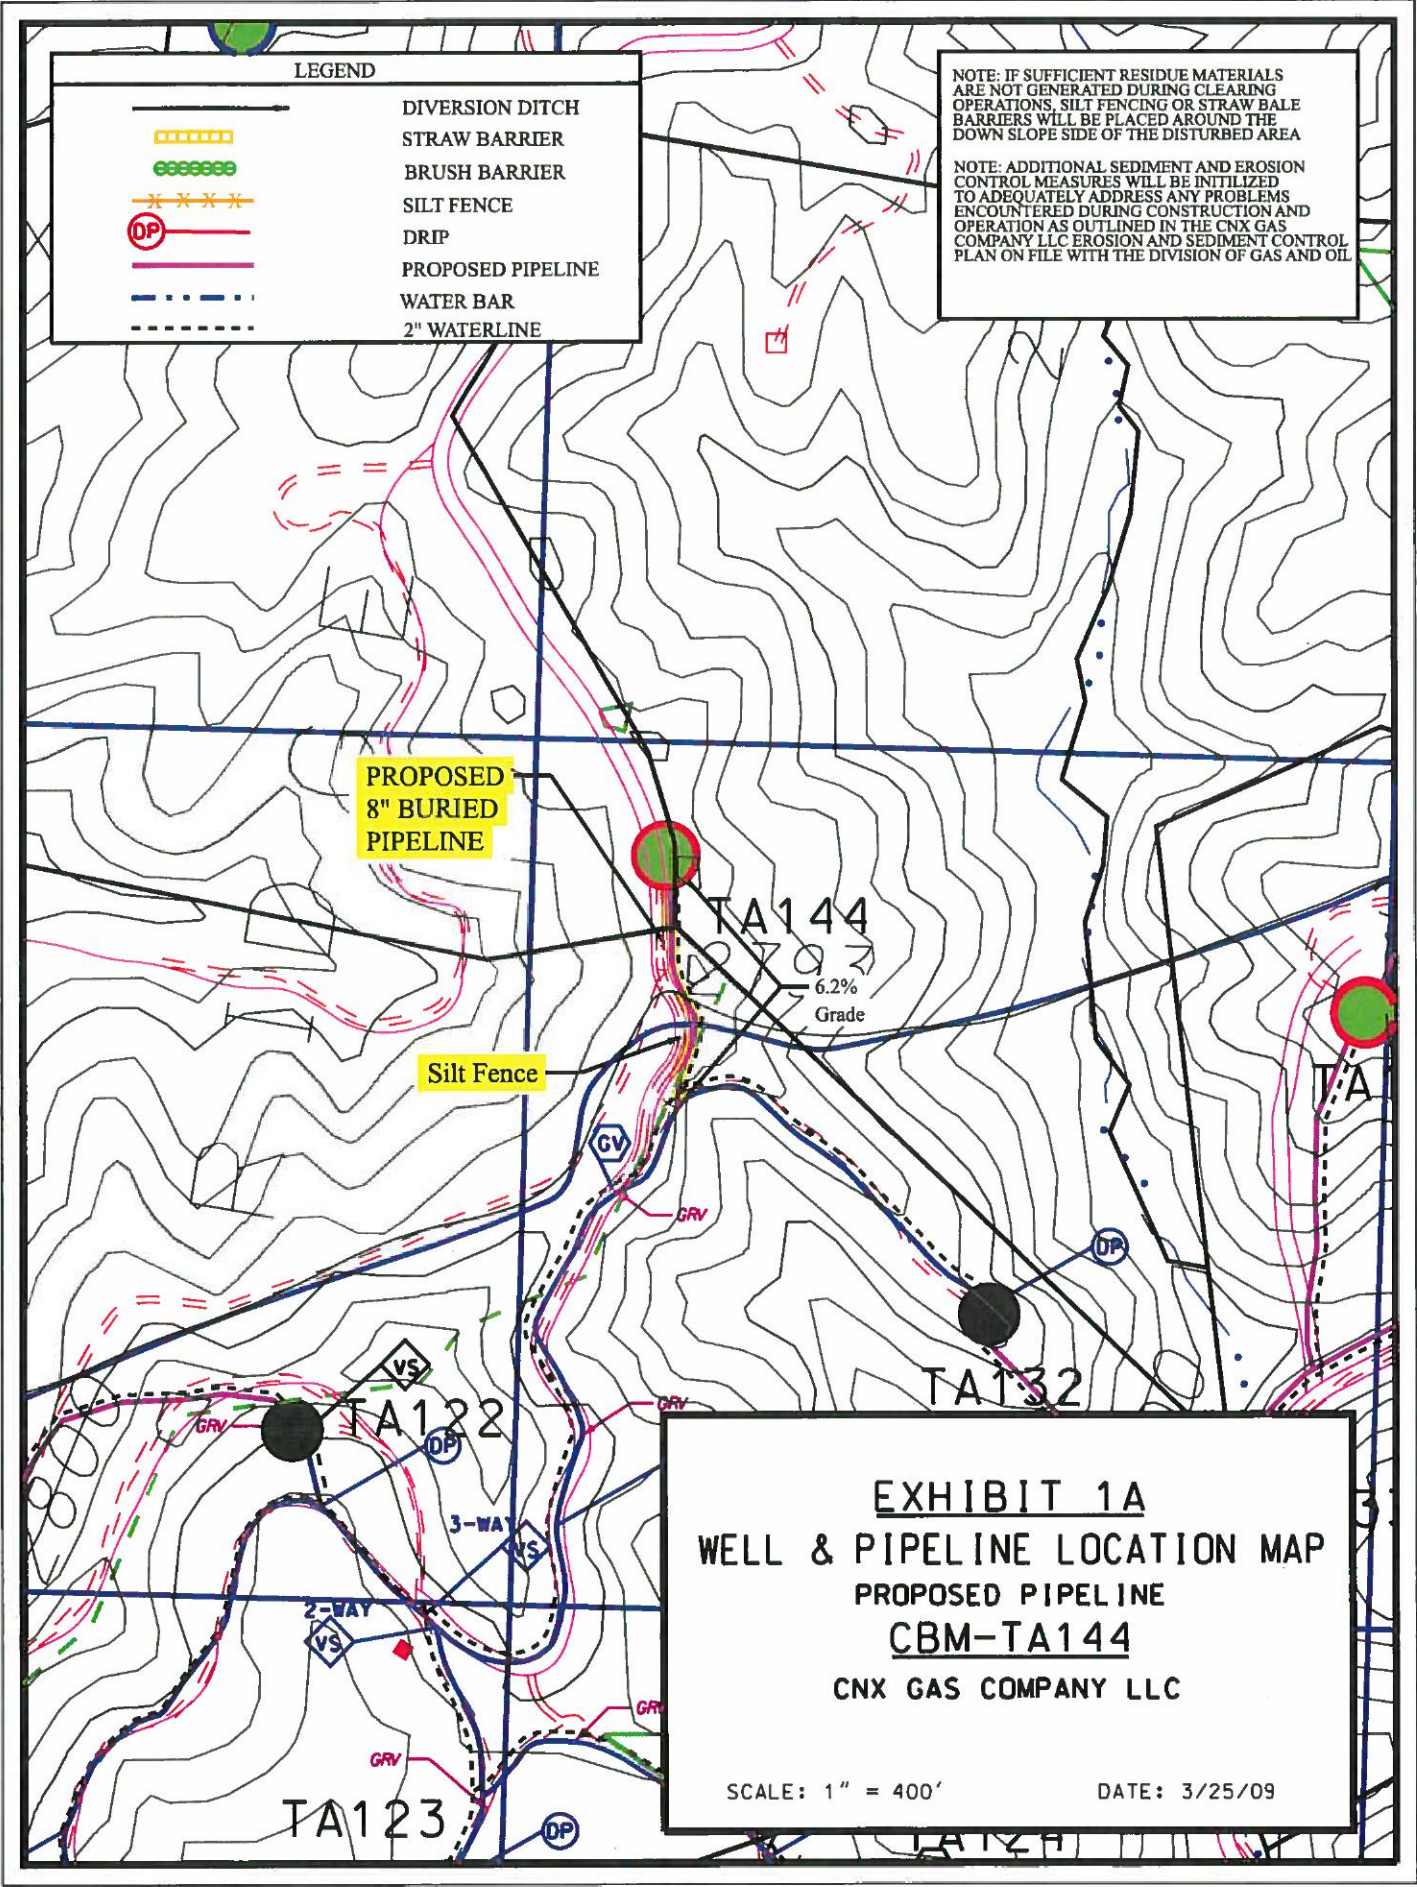 LEGEND
DIVERSION DITCH
STRAW BARRIER
BRUSH BARRIER
X X X X
SILT FENCE
DP
DRIP
PROPOSED PIPELINE
WATER BAR
2" WATERLINE
NOTE: IF SUFFICIENT RESIDUE MATERIALS
ARE NOT GENERATED DURING CLEARING
OPERATIONS, SILT FENCING OR STRAW BALE
BARRIERS WILL BE PLACED AROUND THE
DOWN SLOPE SIDE OF THE DISTURBED AREA
NOTE: ADDITIONAL SEDIMENT AND EROSION
CONTROL MEASURES WILL BE INITILIZED
TO ADEQUATELY ADDRESS ANY PROBLEMS
ENCOUNTERED DURING CONSTRUCTION AND
OPERATION AS OUTLINED IN THE CNX GAS
COMPANY LLC EROSION AND SEDIMENT CONTROL
PLAN ON FILE WITH THE DIVISION OF GAS AND OIL
PROPOSED
8" BURIED
PIPELINE
TA144
6.2%
Grade
Silt Fence
TA1
GV
GRV
DP
TA132
VS
TA122
GRV
GRV
DP
1800
3-WAY
VS
2-WAY
VS
GRV
GRV
TA123
DP
TA124
EXHIBIT 1A
WELL & PIPELINE LOCATION MAP
PROPOSED PIPELINE
CBM-TA144
CNX GAS COMPANY LLC
SCALE: 1" = 400'
DATE: 3/25/09